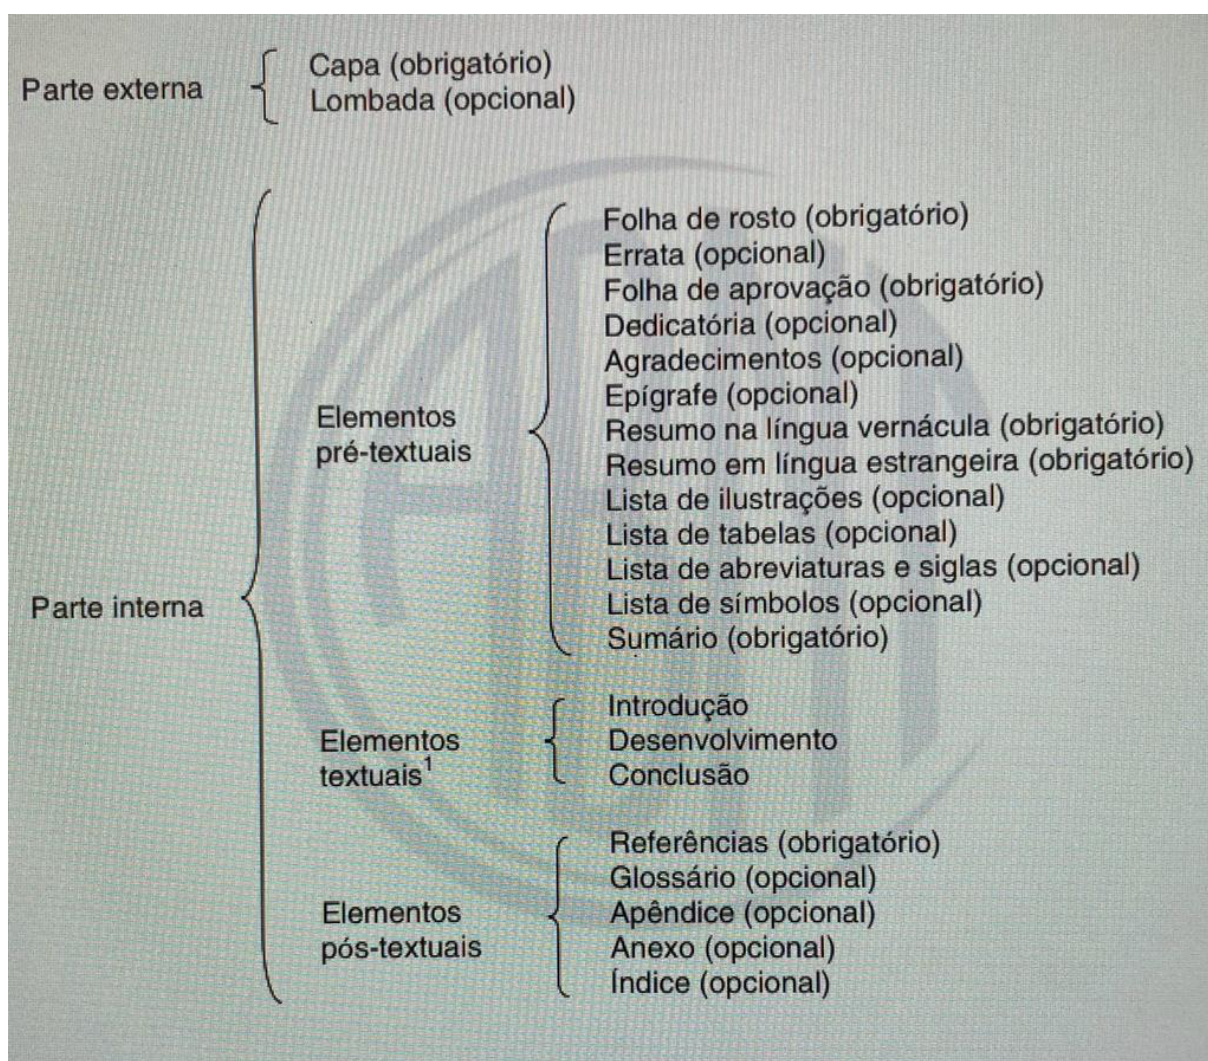 Parte externa
Capa (obrigatório)
Lombada (opcional)
Parte interna
Elementos
pré-textuais
Folha de rosto (obrigatório)
Errata (opcional)
Folha de aprovação (obrigatório)
Dedicatória (opcional)
Agradecimentos (opcional)
Epígrafe (opcional)
Resumo na língua vernácula (obrigatório)
Resumo em língua estrangeira (obrigatório)
Lista de ilustrações (opcional)
Lista de tabelas (opcional)
Lista de abreviaturas e siglas (opcional)
Lista de símbolos (opcional)
Sumário (obrigatório)
Elementos
textuais¹
Introdução
Desenvolvimento
Conclusão
Elementos
pós-textuais
Referências (obrigatório)
Glossário (opcional)
Apêndice (opcional)
Anexo (opcional)
Índice (opcional)